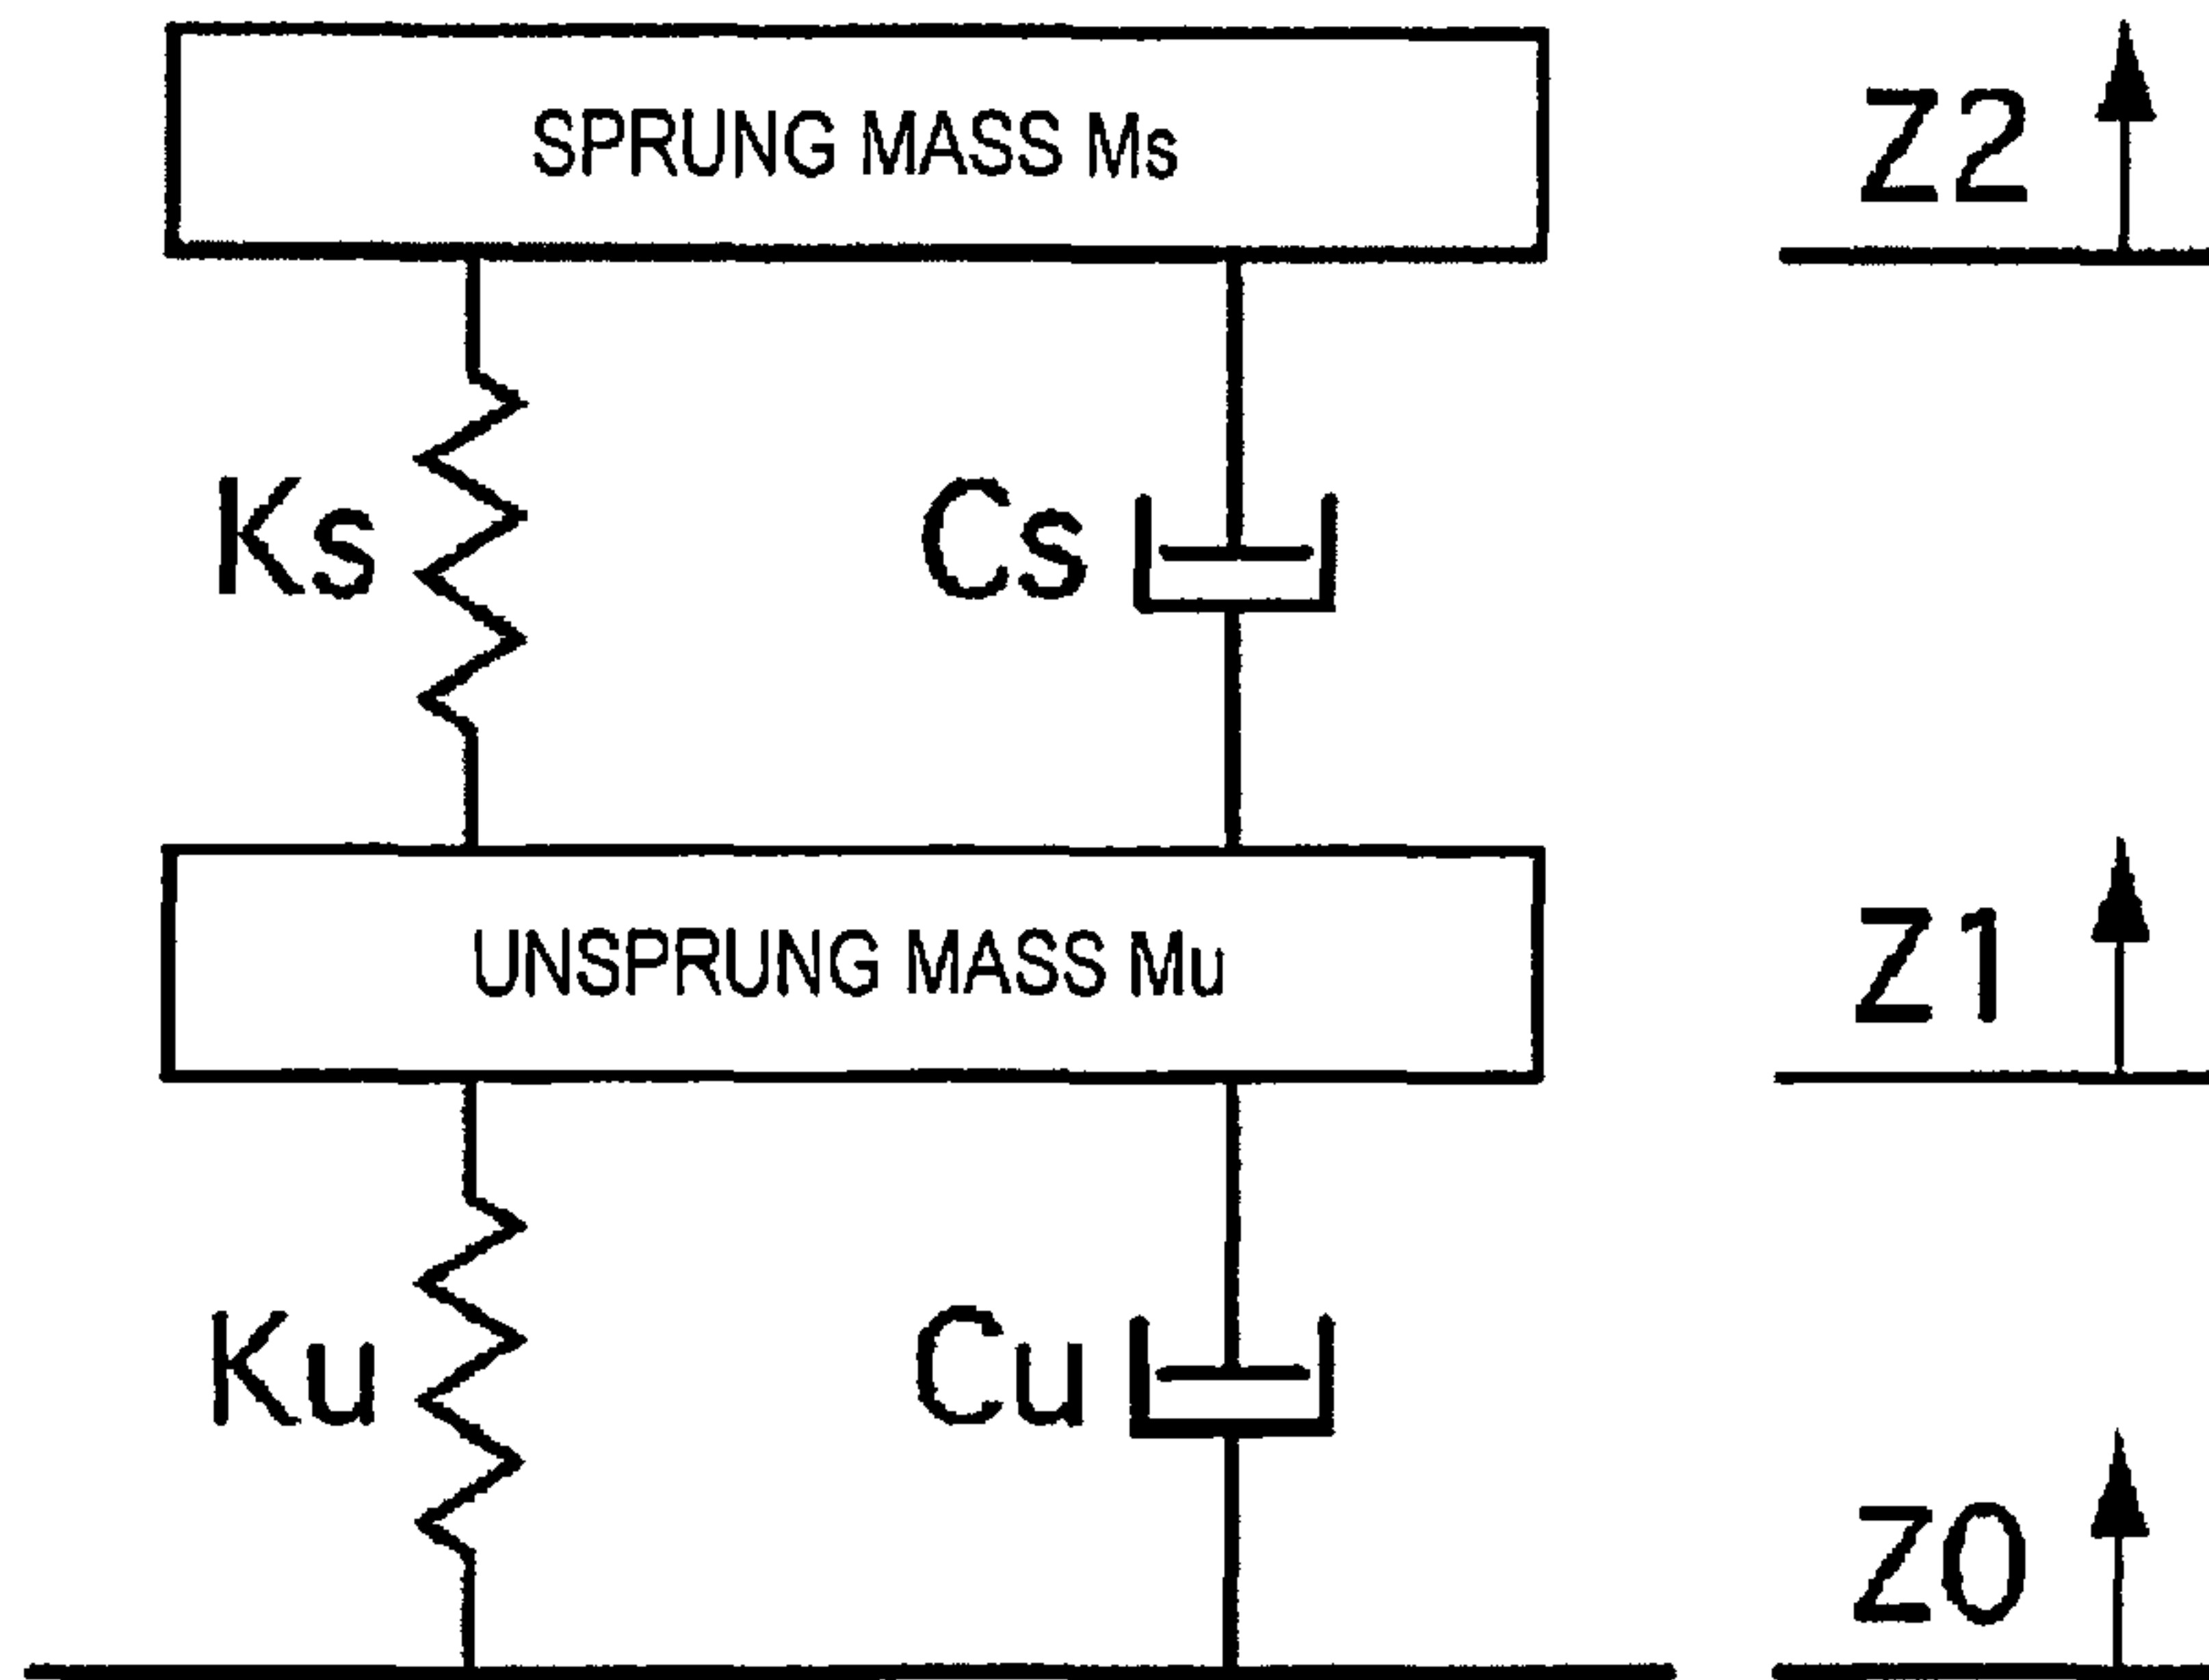 SPRUNG MASS Ms
Z2
Ks
Cs
UNSPRUNG MASS Mu
Z1
Ku
Cu
Z0